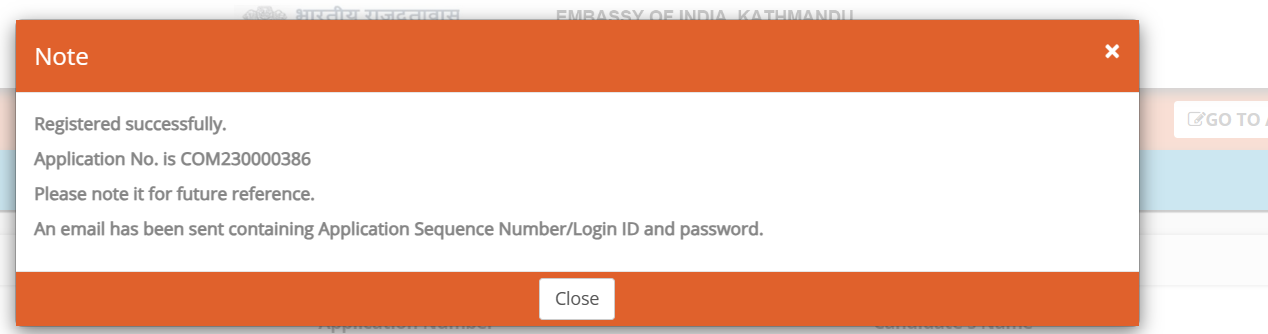 भारतीय राजदूतावास EMBASSY OF INDIA, KATHMANDU
Note ×
GO TO
Registered successfully.
Application No. is COM230000386
Please note it for future reference.
An email has been sent containing Application Sequence Number/Login ID and password.
Close
Application Number Candidate's Name